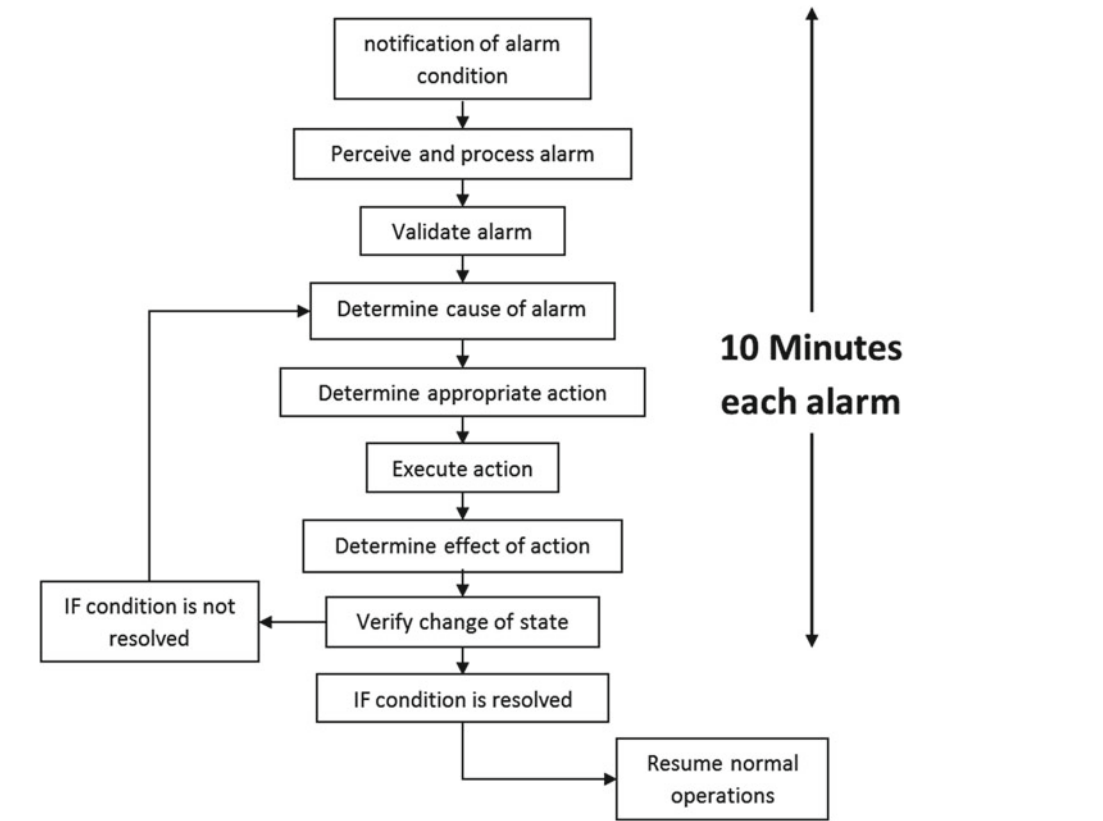 notification of alarm
condition
Perceive and process alarm
Validate alarm
Determine cause of alarm
10 Minutes
each alarm
Determine appropriate action
Execute action
Determine effect of action
IF condition is not
resolved
Verify change of state
IF condition is resolved
Resume normal
operations